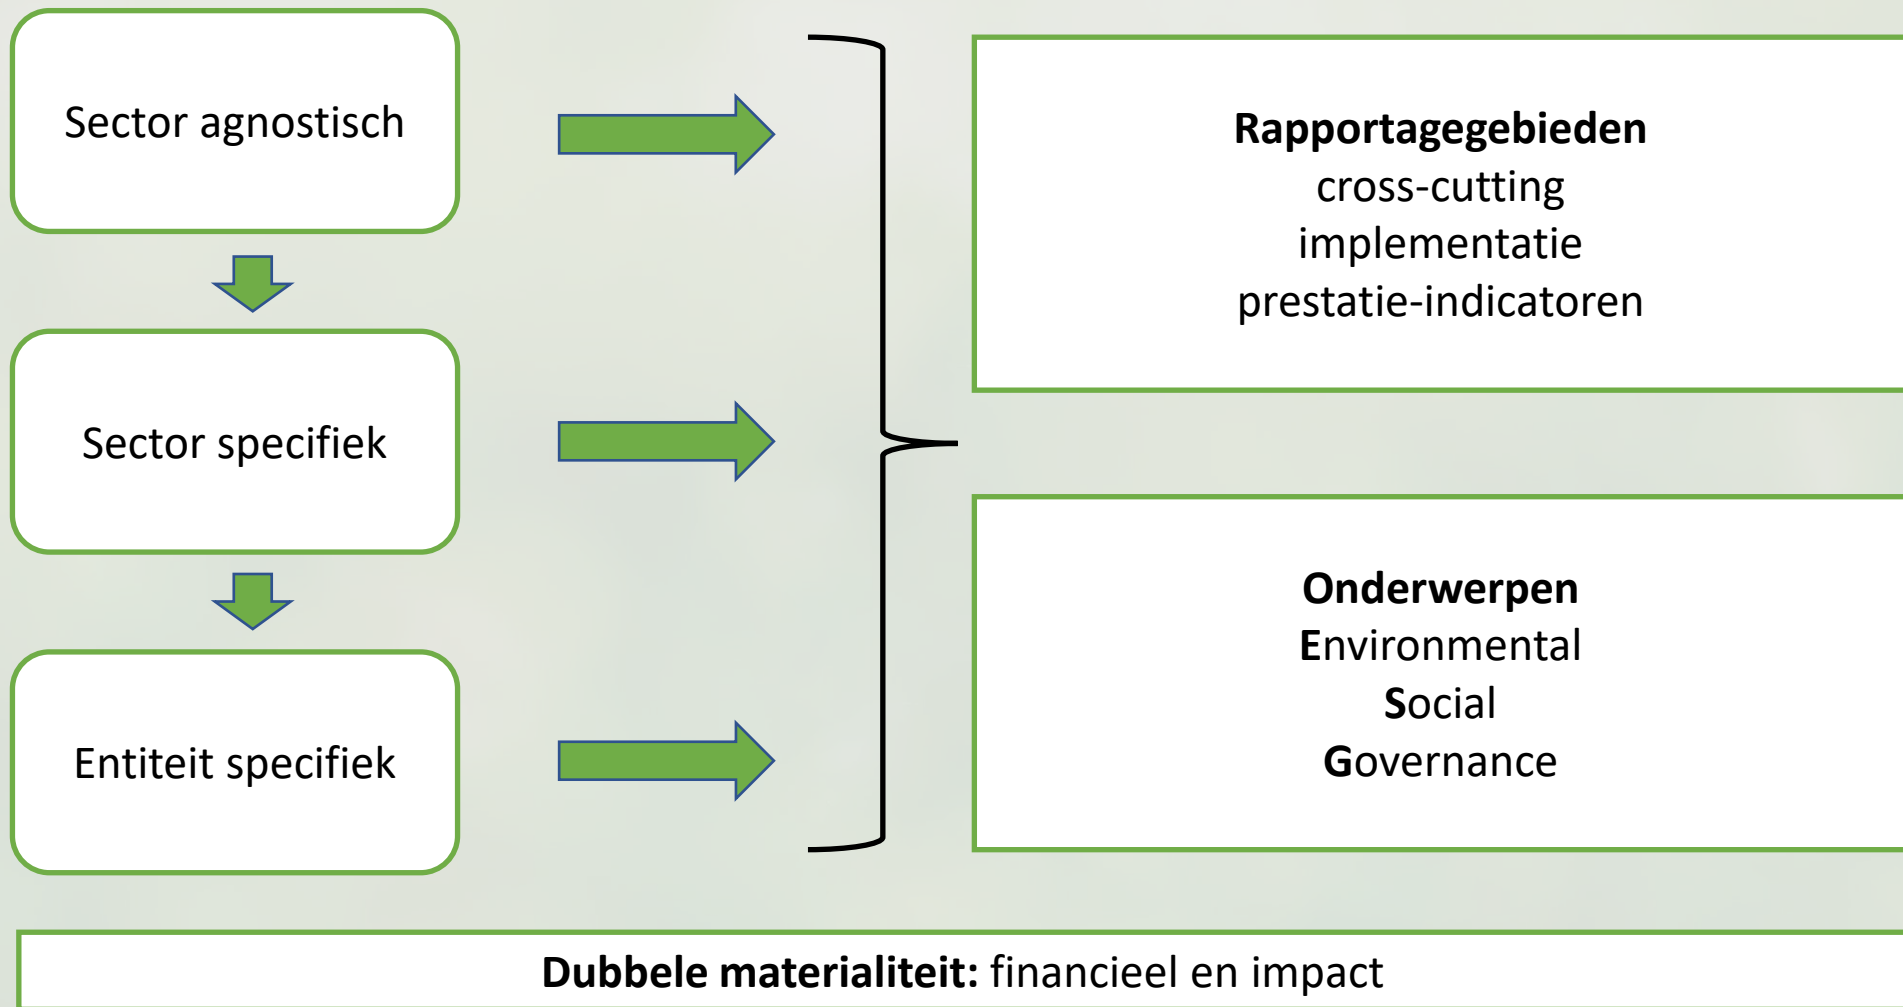 Sector agnostisch
Sector specifiek
Entiteit specifiek
Rapportagegebieden
cross-cutting
implementatie
prestatie-indicatoren
Onderwerpen
Environmental
Social
Governance
Dubbele materialiteit: financieel en impact